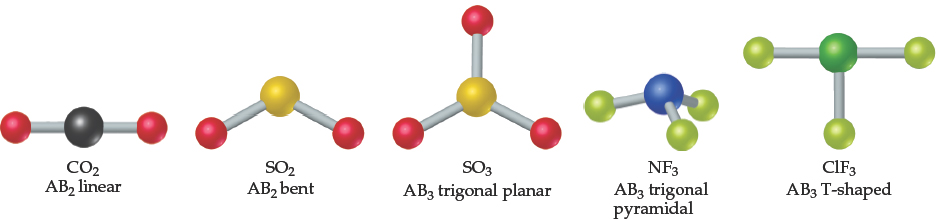 CO₂
AB₂ linear
SO₂
AB₂ bent
SO₃
AB₃ trigonal planar
NF₃
AB₃ trigonal
pyramidal
ClF₃
AB₃ T-shaped